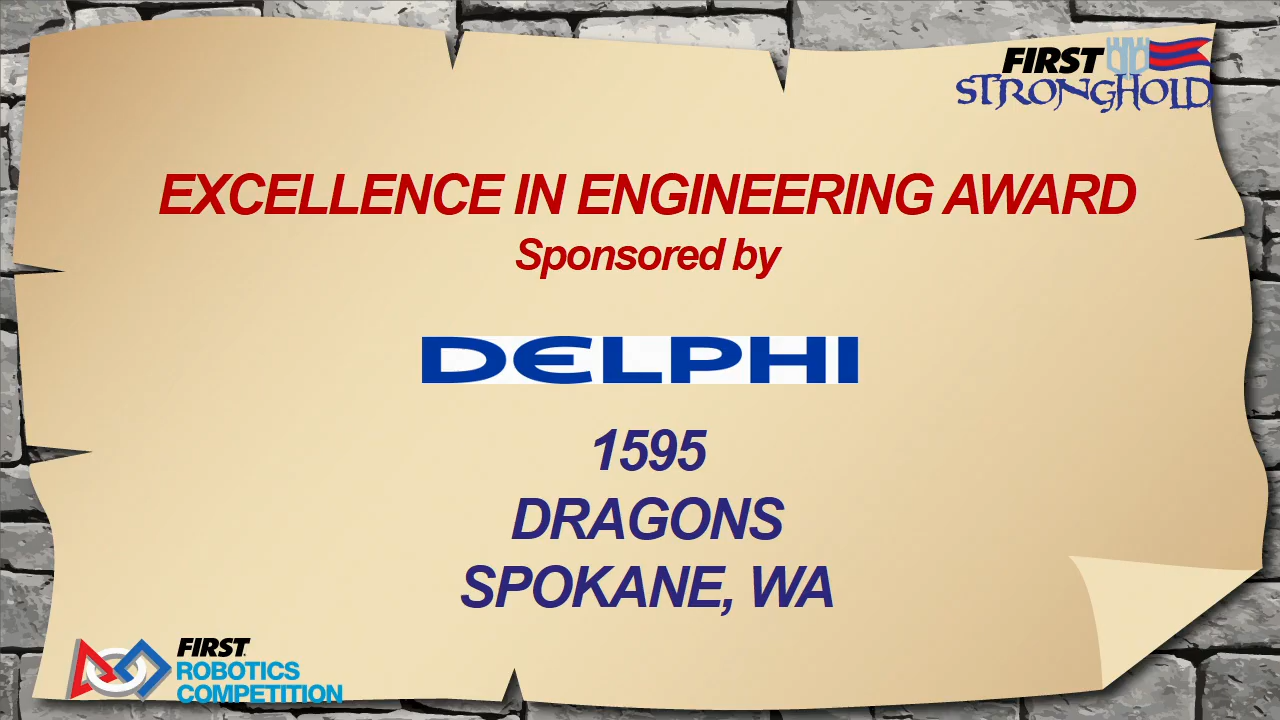 FIRST
STRONGHOLD
EXCELLENCE IN ENGINEERING AWARD
Sponsored by
DELPHI
1595
DRAGONS
SPOKANE, WA
FIRST
ROBOTICS
COMPETITION